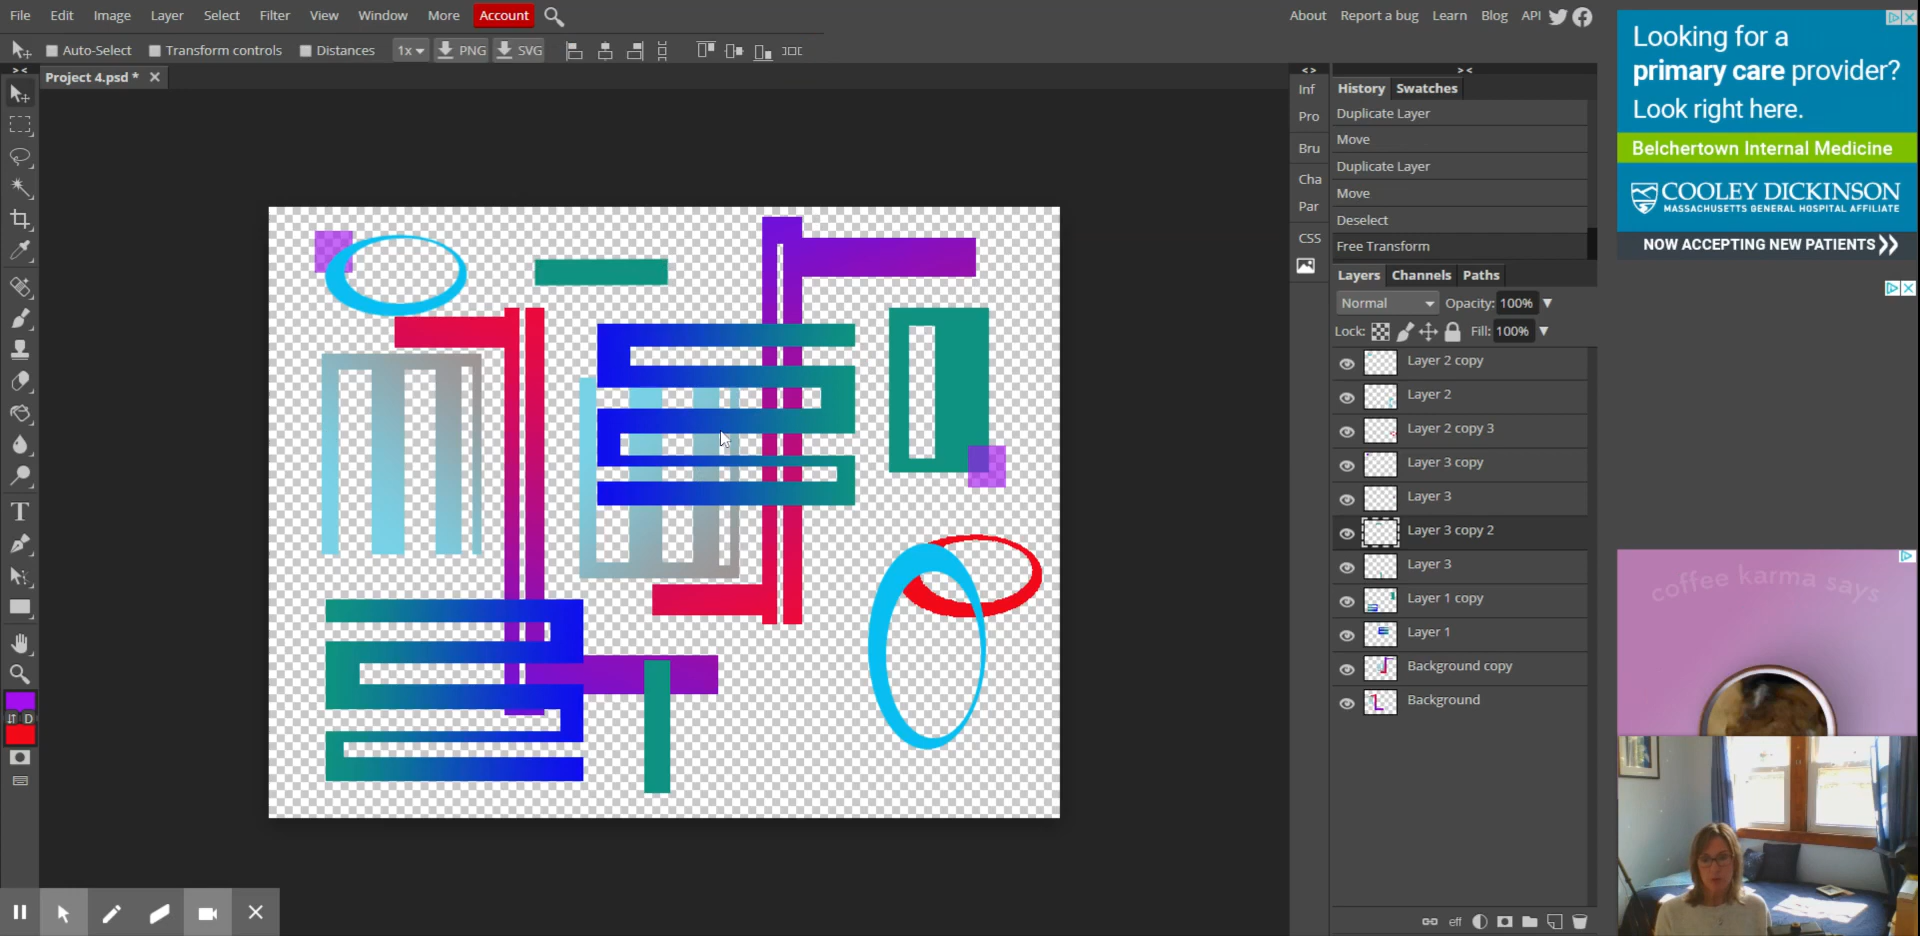 File Edit Image Layer Select Filter View Window More Account
About Report a bug Learn Blog API
Auto-Select Transform controls Distances 1x PNG SVG
Project 4.psd *
Inf
Pro
Bru
Cha
Par
CSS
History Swatches
Duplicate Layer
Move
Duplicate Layer
Move
Deselect
Free Transform
Layers Channels Paths
Normal Opacity: 100%
Lock: Fill: 100%
Layer 2 copy
Layer 2
Layer 2 copy 3
Layer 3 copy
Layer 3
Layer 3 copy 2
Layer 3
Layer 1 copy
Layer 1
Background copy
Background
eff
T
D
Looking for a
primary care provider?
Look right here.
Belchertown Internal Medicine
COOLEY DICKINSON
MASSACHUSETTS GENERAL HOSPITAL AFFILIATE
NOW ACCEPTING NEW PATIENTS
coffee karma says